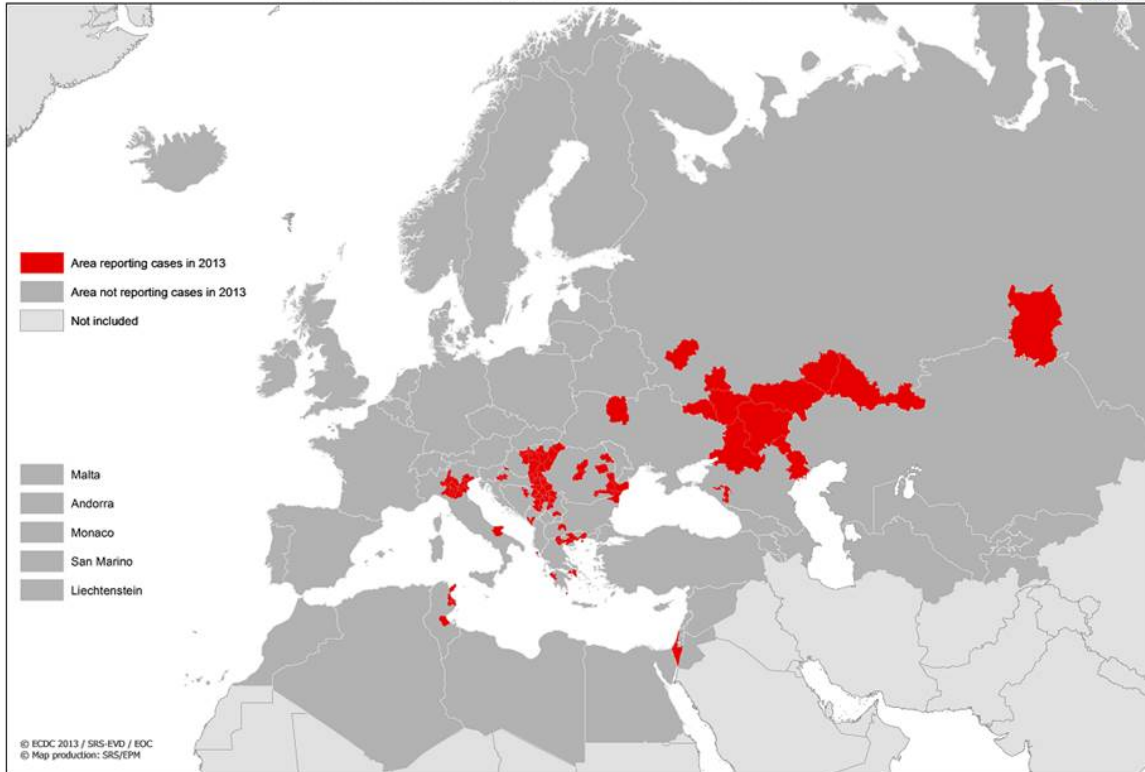 Area reporting cases in 2013
Area not reporting cases in 2013
Not included
Malta
Andorra
Monaco
San Marino
Liechtenstein
© ECDC 2013 / SRS-EVD / EOC
© Map production: SRS/EPM